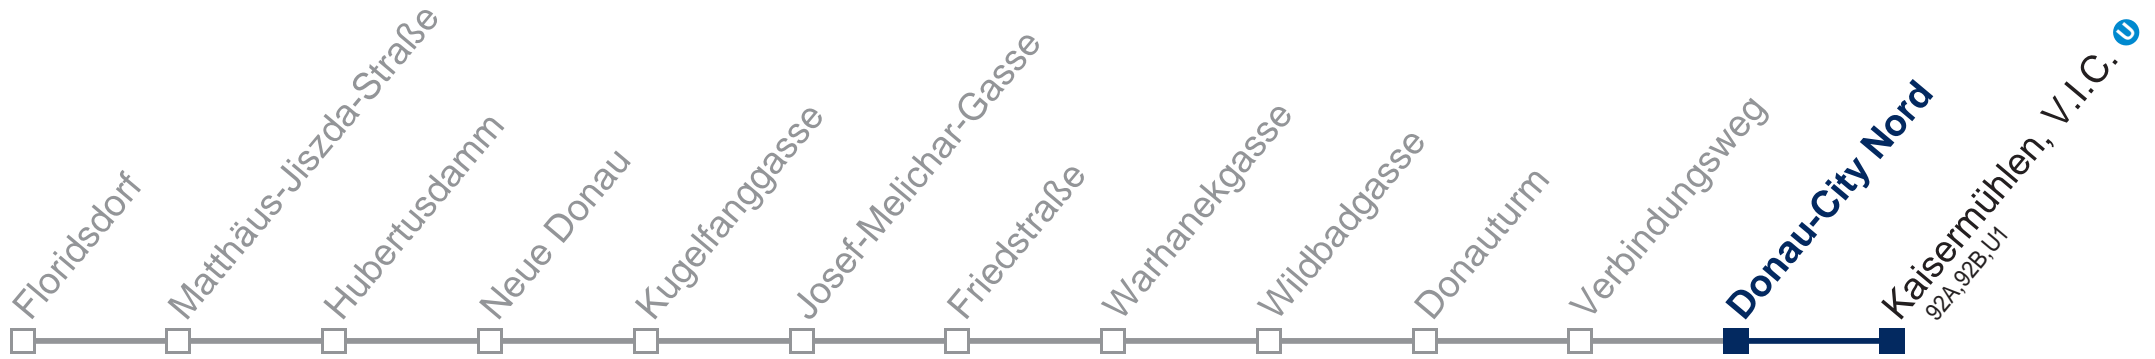 Floridsdorf
Matthäus-Jiszda-Straße
Hubertusdamm
Neue Donau
Kugelfanggasse
Josef-Melichar-Gasse
Friedstraße
Warhanekgasse
Wildbadgasse
Donauturm
Verbindungsweg
Donau-City Nord
Kaisermühlen, V.I.C. U
92A,92B,U1